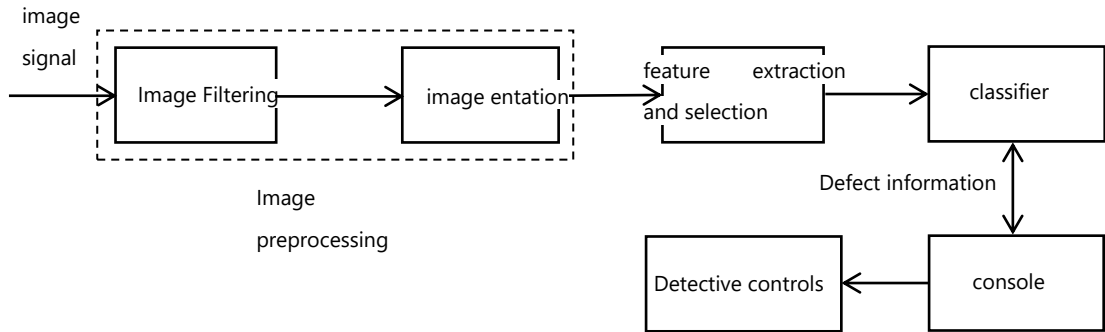 image
signal
Image Filtering
image entation
feature extraction
and selection
classifier
Image
preprocessing
Defect information
Detective controls
console